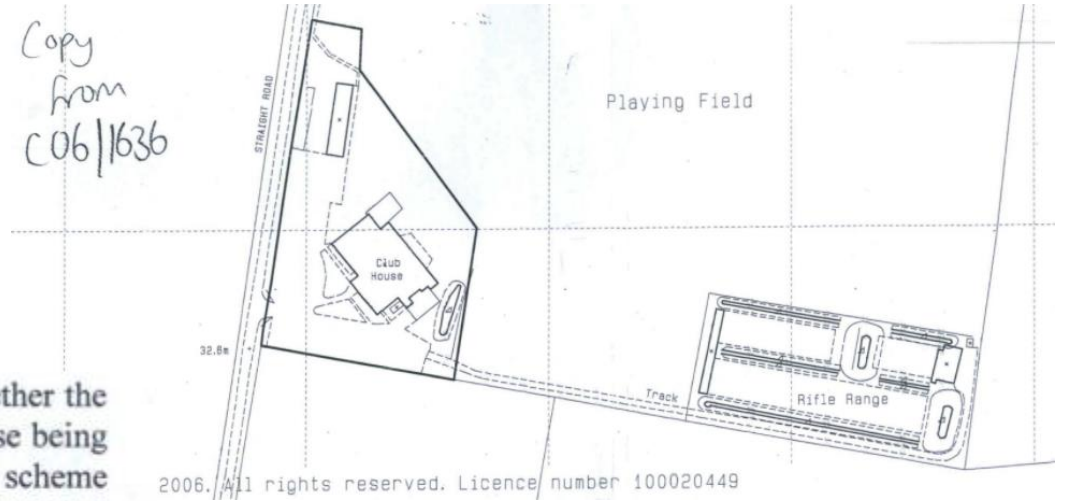 Copy
from
C06/1636
STRAIGHT ROAD
Playing Field
Club
House
32.8m
Track
Rifle Range
ether the
se being
scheme
2006. All rights reserved. Licence number 100020449